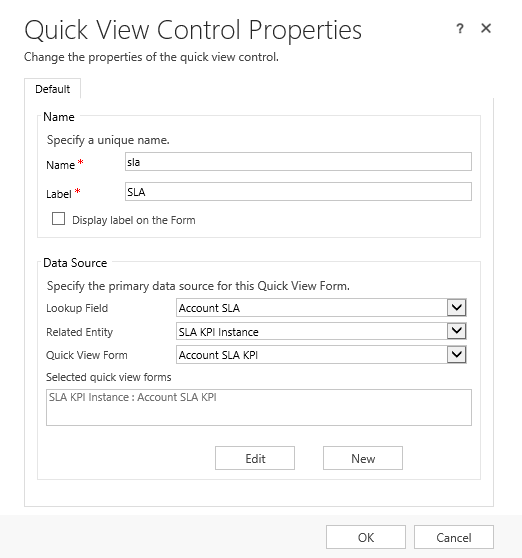 Quick View Control Properties
?
Change the properties of the quick view control.
Default
Name
Specify a unique name.
Name * sla
Label * SLA
Display label on the Form
Data Source
Specify the primary data source for this Quick View Form.
Lookup Field Account SLA
Related Entity SLA KPI Instance
Quick View Form Account SLA KPI
Selected quick view forms
SLA KPI Instance : Account SLA KPI
Edit New
OK Cancel